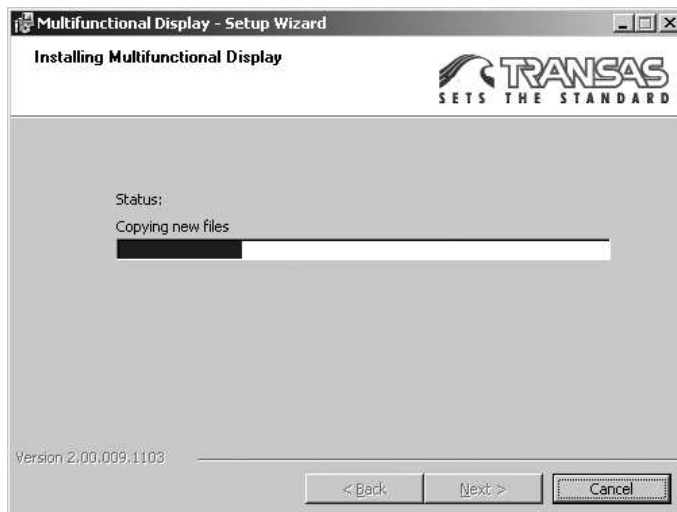 Multifunctional Display - Setup Wizard
Installing Multifunctional Display
TRANSAS
SETS THE STANDARD
Status:
Copying new files
Version 2.00.009.1103
< Back
Next >
Cancel